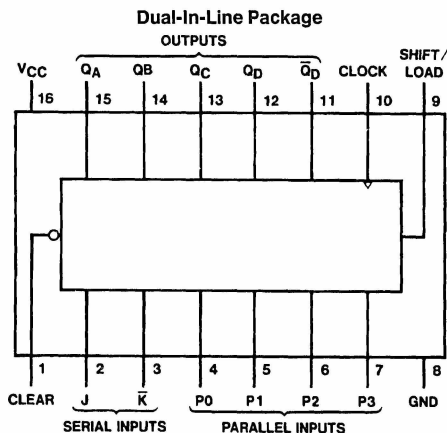 Dual-In-Line Package
OUTPUTS
VCC QA QB QC QD Q̅D CLOCK SHIFT/
LOAD
16 15 14 13 12 11 10 9
1 2 3 4 5 6 7 8
CLEAR J K̅ P0 P1 P2 P3 GND
SERIAL INPUTS PARALLEL INPUTS